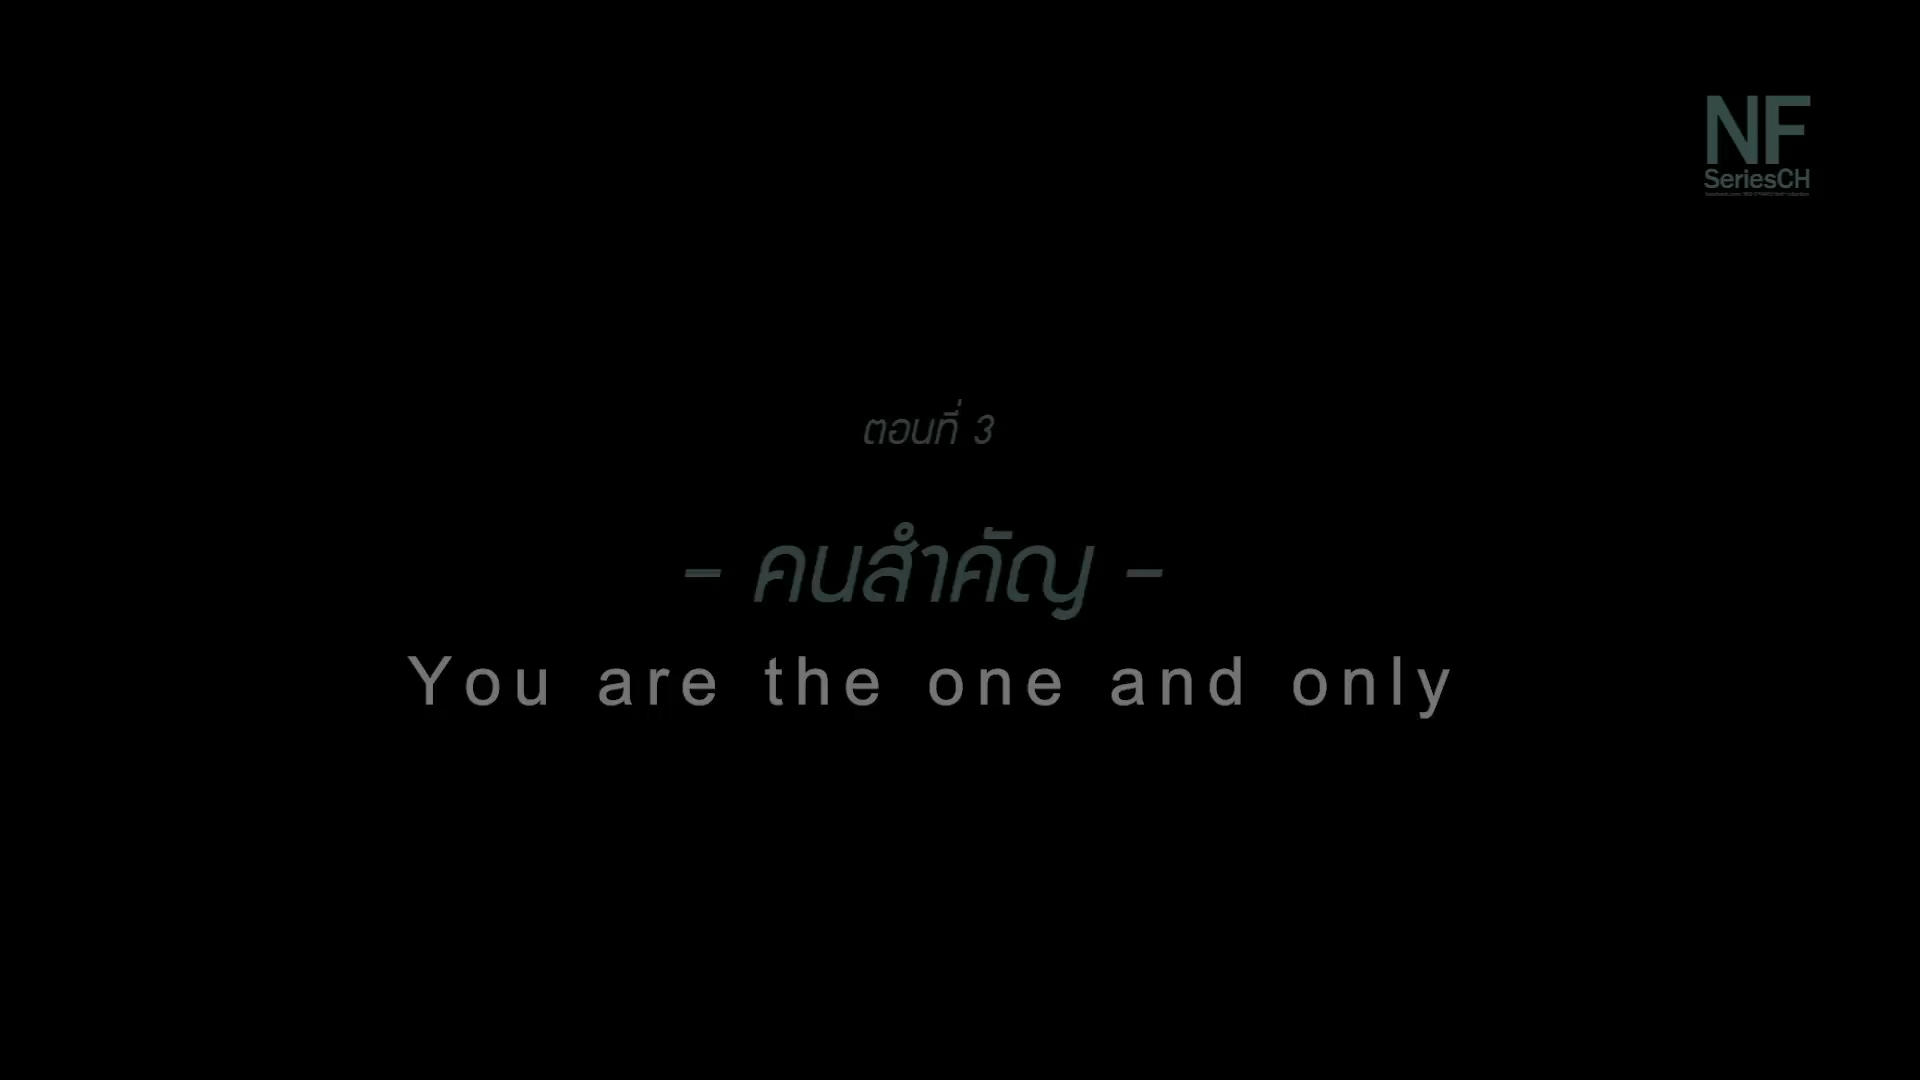 NF
SeriesCH
ตอนที่ 3
– คนสำคัญ –
You are the one and only